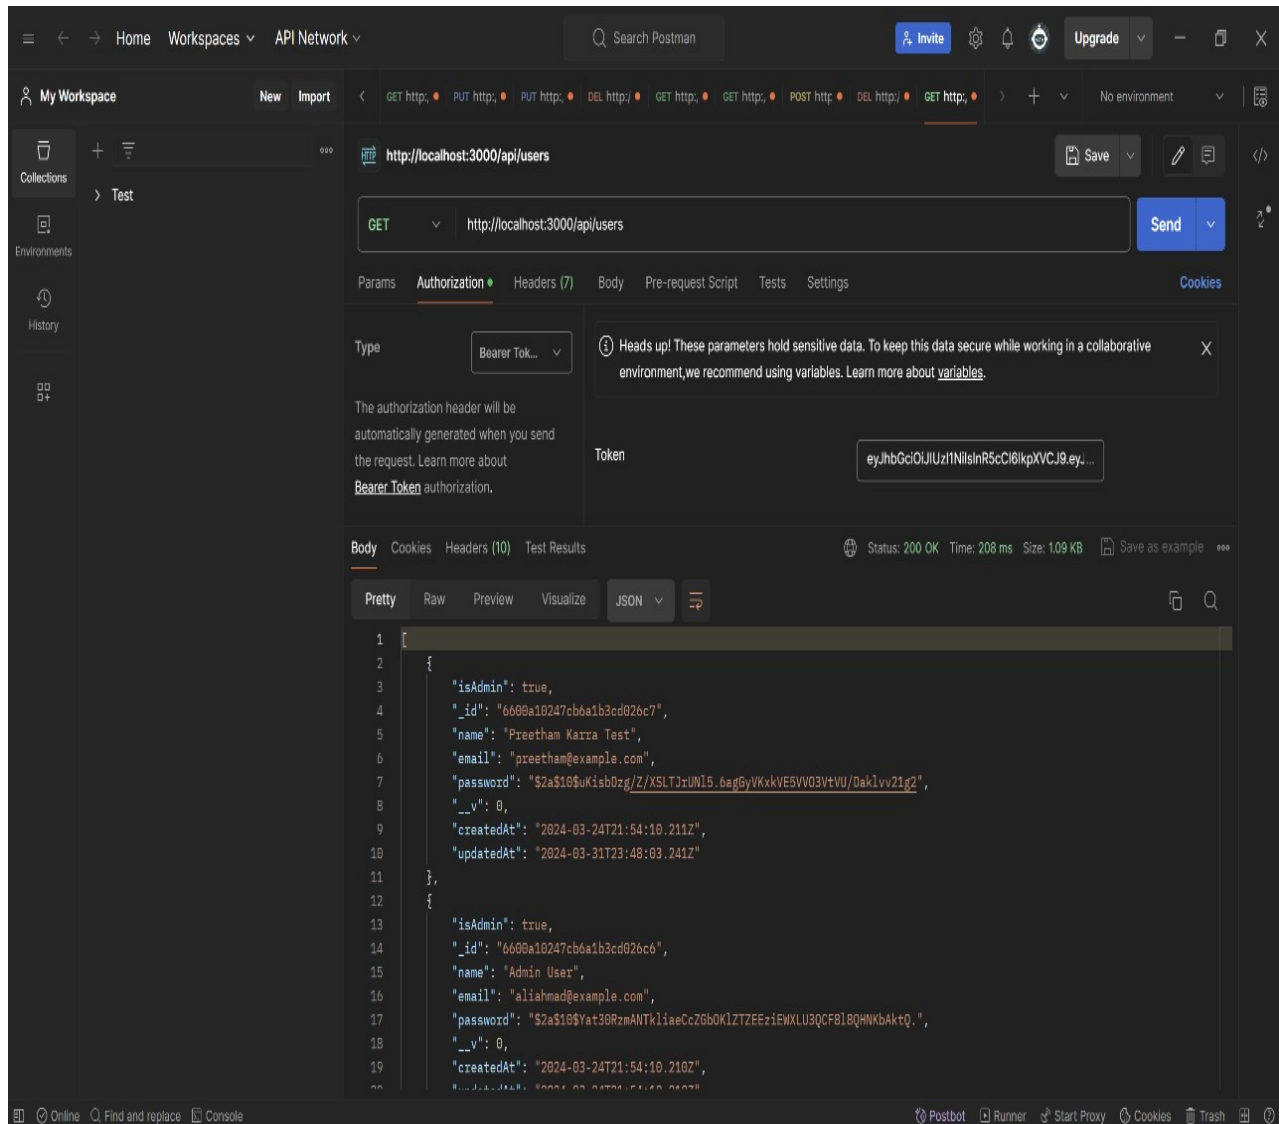 Home Workspaces API Network Search Postman Invite Upgrade
My Workspace New Import GET http:, PUT http:, PUT http:, DEL http:/ GET http:, GET http:, POST http DEL http:/ GET http:, No environment
Collections
Test
Environments
History
HTTP http://localhost:3000/api/users Save
GET http://localhost:3000/api/users Send
Params Authorization Headers (7) Body Pre-request Script Tests Settings Cookies
Type Bearer Tok...
The authorization header will be
automatically generated when you send
the request. Learn more about
Bearer Token authorization.
Heads up! These parameters hold sensitive data. To keep this data secure while working in a collaborative
environment,we recommend using variables. Learn more about variables.
Token eyJhbGciOiJIUzI1NiIsInR5cCI6IkpXVCJ9.eyJ...
Body Cookies Headers (10) Test Results Status: 200 OK Time: 208 ms Size: 1.09 KB Save as example
Pretty Raw Preview Visualize JSON
1 [
2 {
3 "isAdmin": true,
4 "_id": "6600a10247cb6a1b3cd026c7",
5 "name": "Preetham Karra Test",
6 "email": "preetham@example.com",
7 "password": "$2a$10$uKisbDzg/Z/XSLTJrUNl5.6agGyVKxkVE5VVO3VtVU/Daklvv21g2",
8 "__v": 0,
9 "createdAt": "2024-03-24T21:54:10.211Z",
10 "updatedAt": "2024-03-31T23:48:03.241Z"
11 },
12 {
13 "isAdmin": true,
14 "_id": "6600a10247cb6a1b3cd026c6",
15 "name": "Admin User",
16 "email": "aliahmad@example.com",
17 "password": "$2a$10$Yat30RzmANTkliaeCcZGbOKlZTZEEziEWXLU3QCF8l8QHNKbAktQ.",
18 "__v": 0,
19 "createdAt": "2024-03-24T21:54:10.210Z",
Online Find and replace Console Postbot Runner Start Proxy Cookies Trash